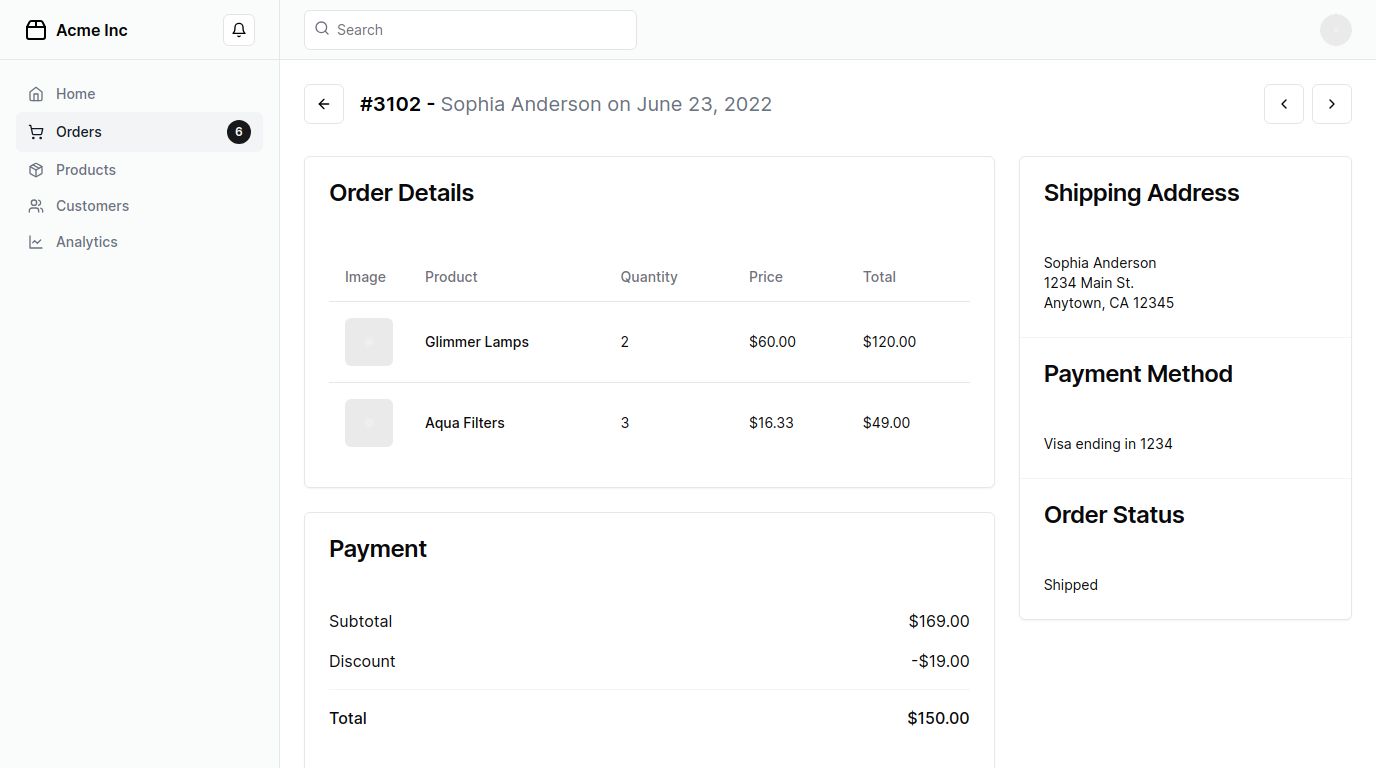 Acme Inc
Search
Home
Orders 6
Products
Customers
Analytics
#3102 - Sophia Anderson on June 23, 2022
Order Details
Image Product Quantity Price Total
Glimmer Lamps 2 $60.00 $120.00
Aqua Filters 3 $16.33 $49.00
Payment
Subtotal $169.00
Discount -$19.00
Total $150.00
Shipping Address
Sophia Anderson
1234 Main St.
Anytown, CA 12345
Payment Method
Visa ending in 1234
Order Status
Shipped